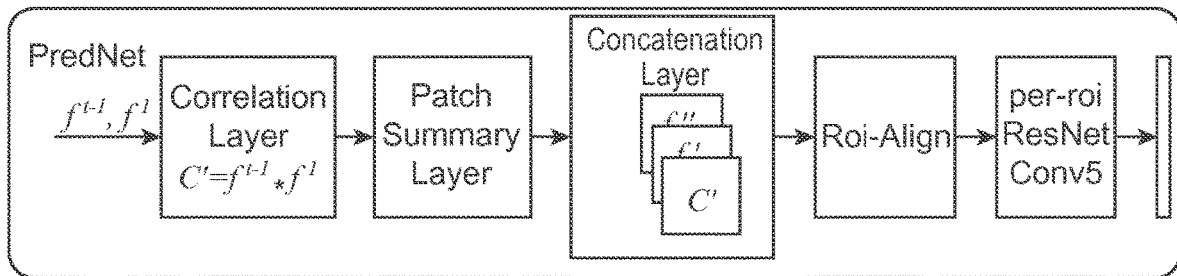 PredNet
f^{t-1}, f^1
Correlation
Layer
C'=f^{t-1}*f^1
Patch
Summary
Layer
Concatenation
Layer
f''
f'
C'
Roi-Align
per-roi
ResNet
Conv5